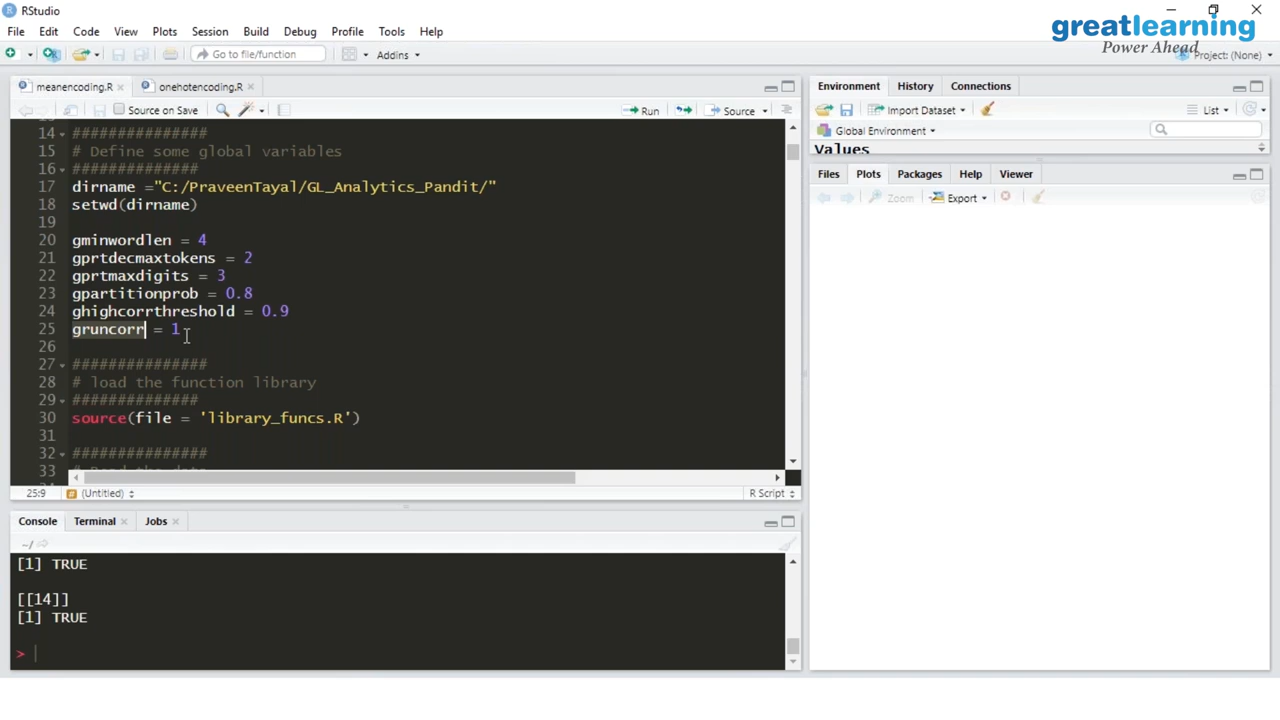 RStudio
greatlearning
Power Ahead
File Edit Code View Plots Session Build Debug Profile Tools Help
Go to file/function Addins Project: (None)
meanencoding.R onehotencoding.R
Source on Save Run Source
14 ###############
15 # Define some global variables
16 ##############
17 dirname ="C:/PraveenTayal/GL_Analytics_Pandit/"
18 setwd(dirname)
19
20 gminwordlen = 4
21 gprtdecmaxtokens = 2
22 gprtmaxdigits = 3
23 gpartitionprob = 0.8
24 ghighcorrthreshold = 0.9
25 gruncorr = 1
26
27 ###############
28 # load the function library
29 ##############
30 source(file = 'library_funcs.R')
31
32 ###############
33 # Read the data
25:9 (Untitled) R Script
Console Terminal Jobs
~/
[1] TRUE
[[14]]
[1] TRUE
>
Environment History Connections
Import Dataset List
Global Environment
Values
Files Plots Packages Help Viewer
Zoom Export